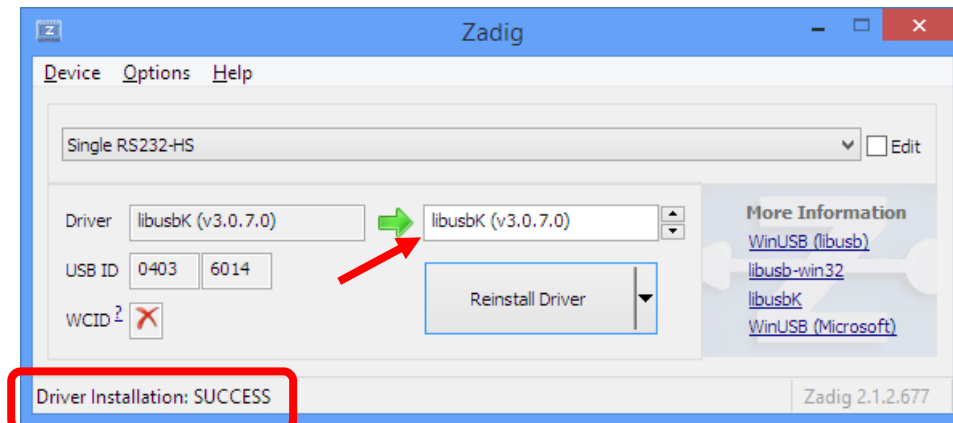 Z
Zadig
Device Options Help
Single RS232-HS
Edit
Driver libusbK (v3.0.7.0) libusbK (v3.0.7.0)
USB ID 0403 6014
WCID ?
Reinstall Driver
More Information
WinUSB (libusb)
libusb-win32
libusbK
WinUSB (Microsoft)
Driver Installation: SUCCESS
Zadig 2.1.2.677